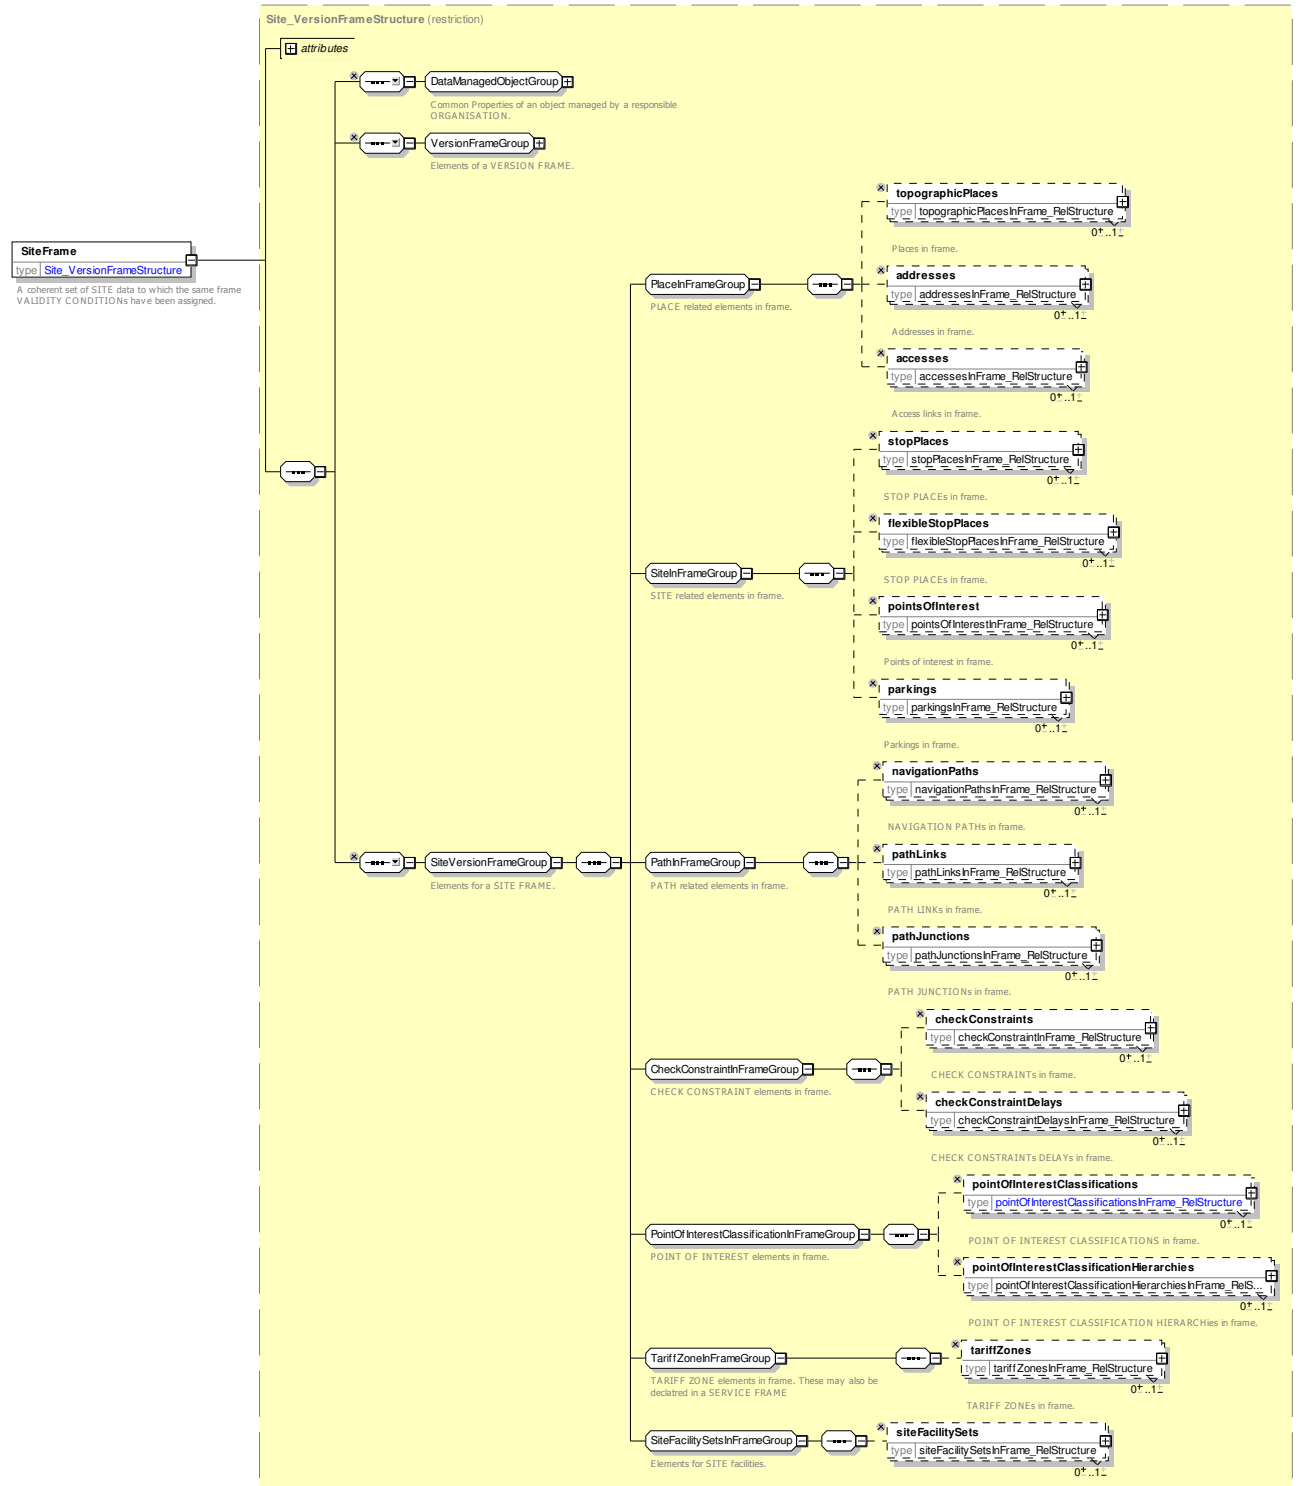 Site_VersionFrameStructure (restriction)
attributes
DataManagedObjectGroup
Common Properties of an object managed by a responsible
ORGANISATION.
VersionFrameGroup
Elements of a VERSION FRAME.
SiteFrame
type Site_VersionFrameStructure
A coherent set of SITE data to which the same frame
VALIDITY CONDITIONs have been assigned.
topographicPlaces
type topographicPlacesInFrame_RelStructure
0..1
Places in frame.
PlaceInFrameGroup
PLACE related elements in frame.
addresses
type addressesInFrame_RelStructure
0..1
Addresses in frame.
accesses
type accessesInFrame_RelStructure
0..1
Access links in frame.
stopPlaces
type stopPlacesInFrame_RelStructure
0..1
STOP PLACEs in frame.
flexibleStopPlaces
type flexibleStopPlacesInFrame_RelStructure
0..1
STOP PLACEs in frame.
SiteInFrameGroup
SITE related elements in frame.
pointsOfInterest
type pointsOfInterestInFrame_RelStructure
0..1
Points of interest in frame.
parkings
type parkingsInFrame_RelStructure
0..1
Parkings in frame.
navigationPaths
type navigationPathsInFrame_RelStructure
0..1
NAVIGATION PATHs in frame.
SiteVersionFrameGroup
Elements for a SITE FRAME.
PathInFrameGroup
PATH related elements in frame.
pathLinks
type pathLinksInFrame_RelStructure
0..1
PATH LINKs in frame.
pathJunctions
type pathJunctionsInFrame_RelStructure
0..1
PATH JUNCTIONs in frame.
checkConstraints
type checkConstraintInFrame_RelStructure
0..1
CHECK CONSTRAINTs in frame.
CheckConstraintInFrameGroup
CHECK CONSTRAINT elements in frame.
checkConstraintDelays
type checkConstraintDelaysInFrame_RelStructure
0..1
CHECK CONSTRAINTs DELAYs in frame.
pointOfInterestClassifications
type pointOfInterestClassificationsInFrame_RelStructure
0..1
POINT OF INTEREST CLASSIFICATIONS in frame.
PointOfInterestClassificationInFrameGroup
POINT OF INTEREST elements in frame.
pointOfInterestClassificationHierarchies
type pointOfInterestClassificationHierarchiesInFrame_RelS...
0..1
POINT OF INTEREST CLASSIFICATION HIERARCHies in frame.
TariffZoneInFrameGroup
TARIFF ZONE elements in frame. These may also be
declatred in a SERVICE FRAME
tariffZones
type tariffZonesInFrame_RelStructure
0..1
TARIFF ZONEs in frame.
SiteFacilitySetsInFrameGroup
Elements for SITE facilities.
siteFacilitySets
type siteFacilitySetsInFrame_RelStructure
0..1